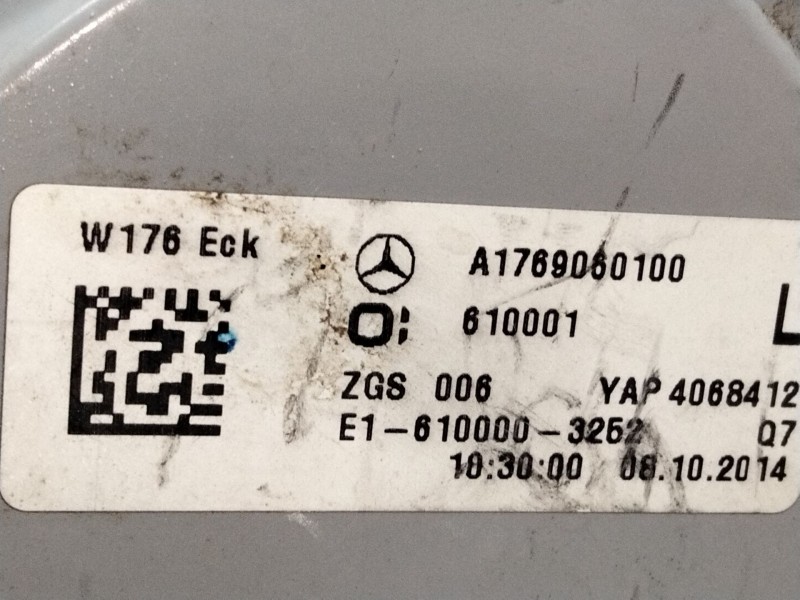 W176 Eck
A1769060100
610001
L
ZGS 006 YAP 4068412
E1-610000-3252 Q7
10:30:00 08.10.2014